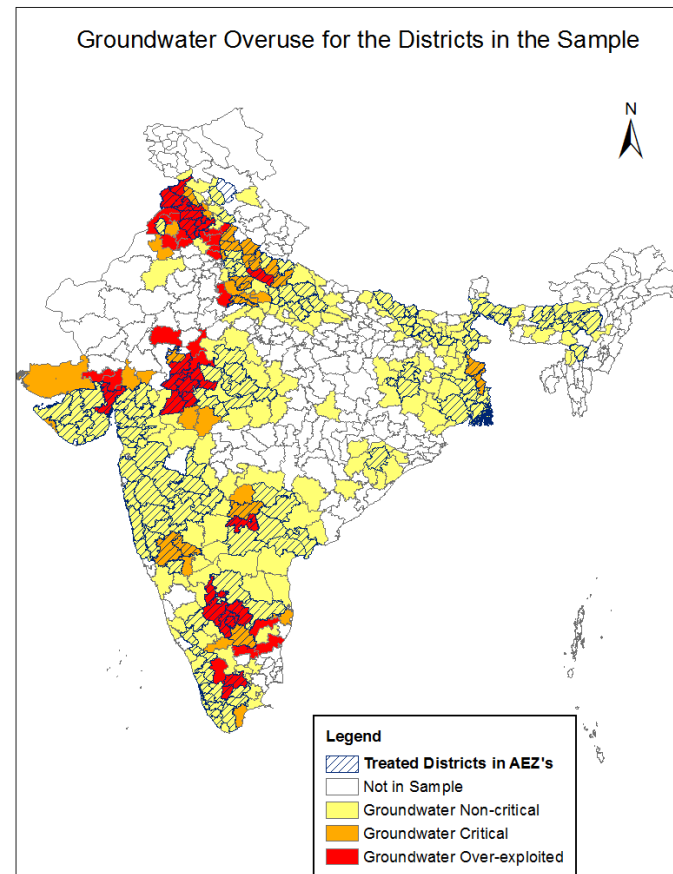 Groundwater Overuse for the Districts in the Sample
N
Legend
Treated Districts in AEZ's
Not in Sample
Groundwater Non-critical
Groundwater Critical
Groundwater Over-exploited